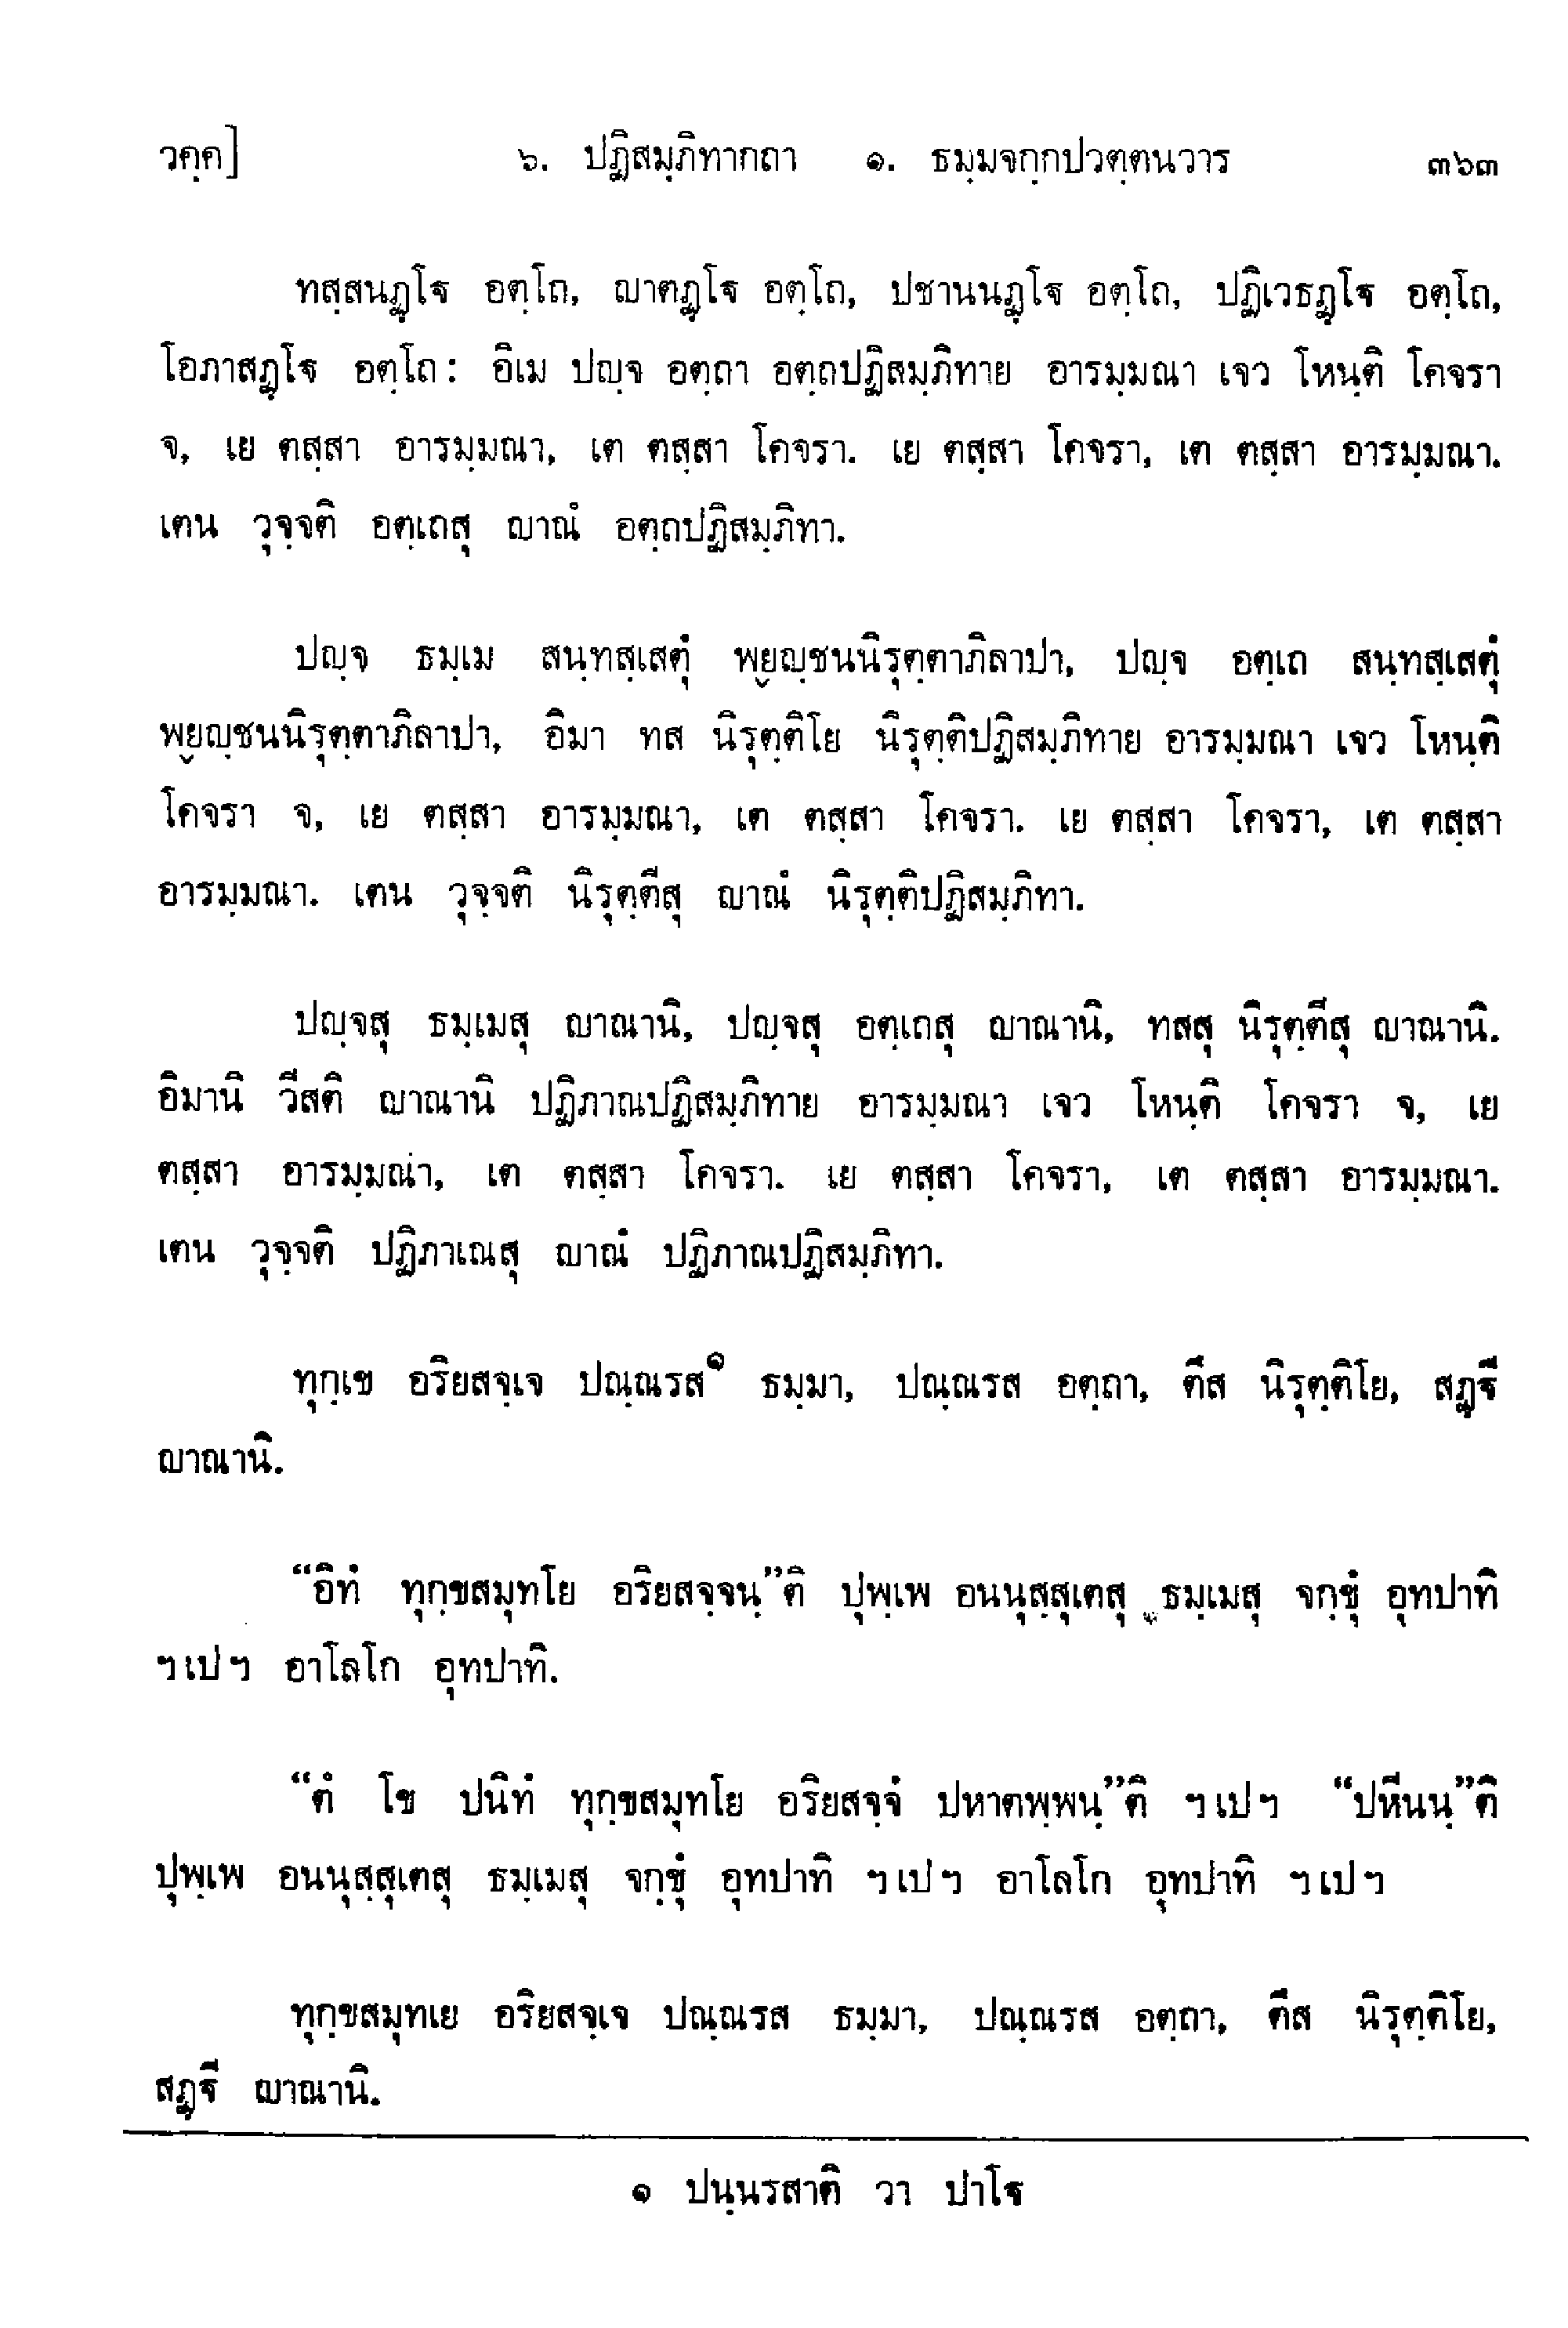 วคฺค] ๖. ปฏิสมฺภิทากถา ๑. ธมฺมจกฺกปวตฺตนวาร ๓๖๓
ทสฺสนฏฺโฐ อตฺโถ, ญาตฏฺโฐ อตฺโถ, ปชานนฏฺโฐ อตฺโถ, ปฏิเวธฏฺโฐ อตฺโถ,
โอภาสฏฺโฐ อตฺโถ: อิเม ปญฺจ อตฺถา อตฺถปฏิสมฺภิทาย อารมฺมณา เจว โหนฺติ โคจรา
จ, เย ตสฺสา อารมฺมณา, เต ตสฺสา โคจรา. เย ตสฺสา โคจรา, เต ตสฺสา อารมฺมณา.
เตน วุจฺจติ อตฺเถสุ ญาณํ อตฺถปฏิสมฺภิทา.
ปญฺจ ธมฺเม สนฺทสฺเสตุํ พฺยญฺชนนิรุตฺตาภิลาปา, ปญฺจ อตฺเถ สนฺทสฺเสตุํ
พฺยญฺชนนิรุตฺตาภิลาปา, อิมา ทส นิรุตฺติโย นิรุตฺติปฏิสมฺภิทาย อารมฺมณา เจว โหนฺติ
โคจรา จ, เย ตสฺสา อารมฺมณา, เต ตสฺสา โคจรา. เย ตสฺสา โคจรา, เต ตสฺสา
อารมฺมณา. เตน วุจฺจติ นิรุตฺตีสุ ญาณํ นิรุตฺติปฏิสมฺภิทา.
ปญฺจสุ ธมฺเมสุ ญาณานิ, ปญฺจสุ อตฺเถสุ ญาณานิ, ทสสุ นิรุตฺตีสุ ญาณานิ.
อิมานิ วีสติ ญาณานิ ปฏิภาณปฏิสมฺภิทาย อารมฺมณา เจว โหนฺติ โคจรา จ, เย
ตสฺสา อารมฺมณา, เต ตสฺสา โคจรา. เย ตสฺสา โคจรา, เต ตสฺสา อารมฺมณา.
เตน วุจฺจติ ปฏิภาเณสุ ญาณํ ปฏิภาณปฏิสมฺภิทา.
ทุกฺเข อริยสจฺเจ ปณฺณรส๑ ธมฺมา, ปณฺณรส อตฺถา, ตึส นิรุตฺติโย, สฏฺฐี
ญาณานิ.
“อิทํ ทุกฺขสมุทโย อริยสจฺจนฺ”ติ ปุพฺเพ อนนุสฺสุเตสุ ธมฺเมสุ จกฺขุํ อุทปาทิ
ฯ เป ฯ อาโลโก อุทปาทิ.
“ตํ โข ปนิทํ ทุกฺขสมุทโย อริยสจฺจํ ปหาตพฺพนฺ”ติ ฯ เป ฯ “ปหีนนฺ”ติ
ปุพฺเพ อนนุสฺสุเตสุ ธมฺเมสุ จกฺขุํ อุทปาทิ ฯ เป ฯ อาโลโก อุทปาทิ ฯ เป ฯ
ทุกฺขสมุทเย อริยสจฺเจ ปณฺณรส ธมฺมา, ปณฺณรส อตฺถา, ตึส นิรุตฺติโย,
สฏฺฐี ญาณานิ.
๑ ปนฺนรสาติ วา ปาโฐ